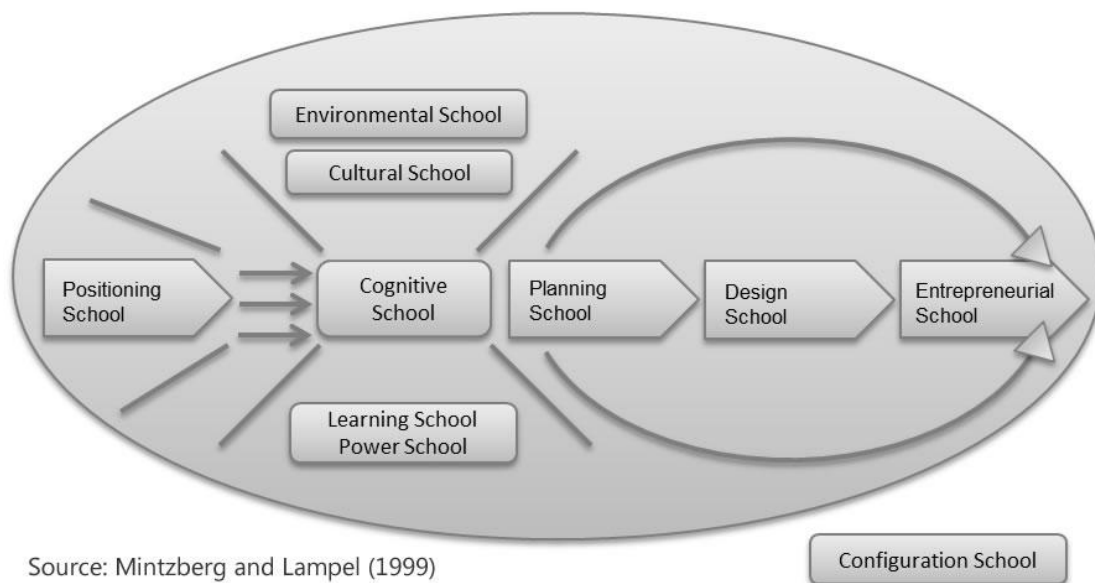 Environmental School
Cultural School
Positioning
School
Cognitive
School
Planning
School
Design
School
Entrepreneurial
School
Learning School
Power School
Source: Mintzberg and Lampel (1999)
Configuration School